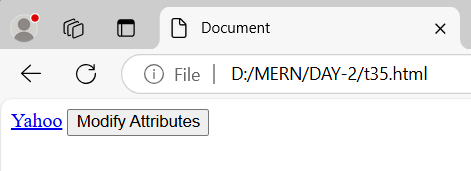 Document
File D:/MERN/DAY-2/t35.html
Yahoo Modify Attributes